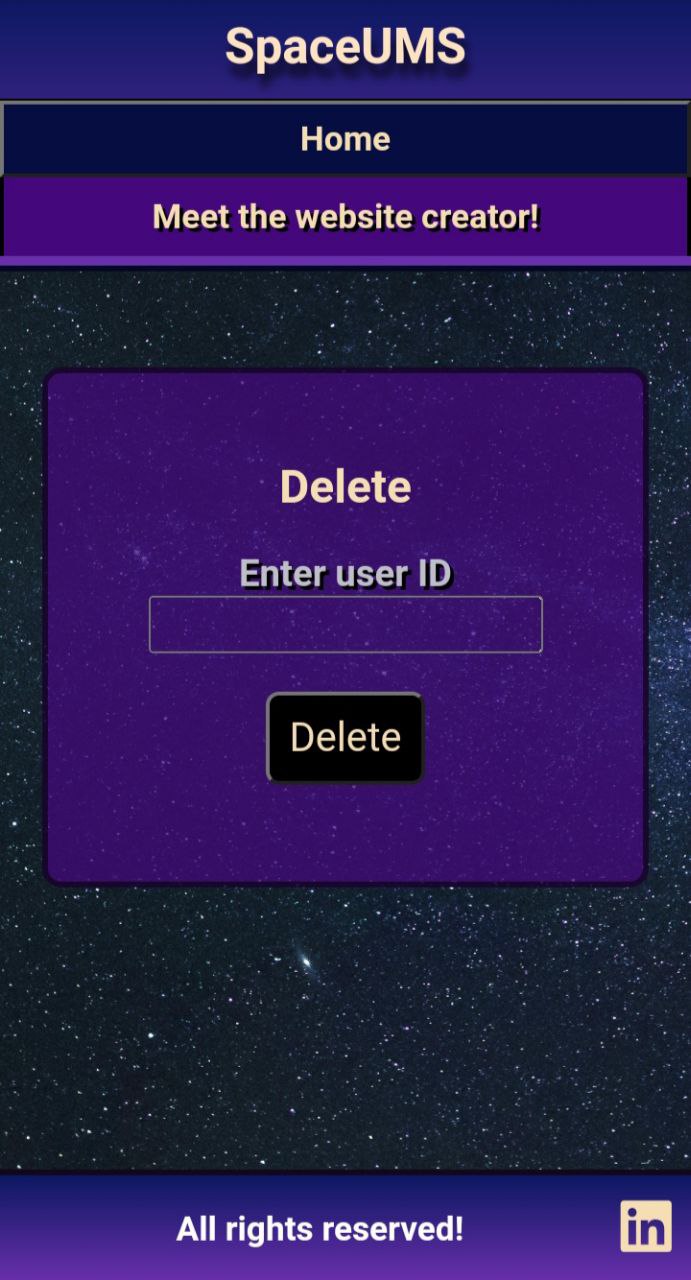 SpaceUMS
Home
Meet the website creator!
Delete
Enter user ID
Delete
All rights reserved!
in